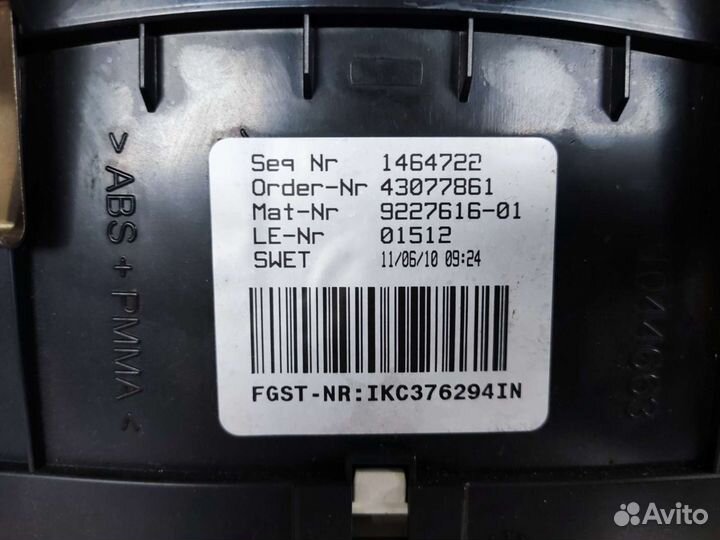 Seq Nr 1464722
Order-Nr 43077861
Mat-Nr 9227616-01
LE-Nr 01512
SWET 11/06/10 09:24
FGST-NR:IKC376294IN
> ABS + PMMA <
1044663
Avito